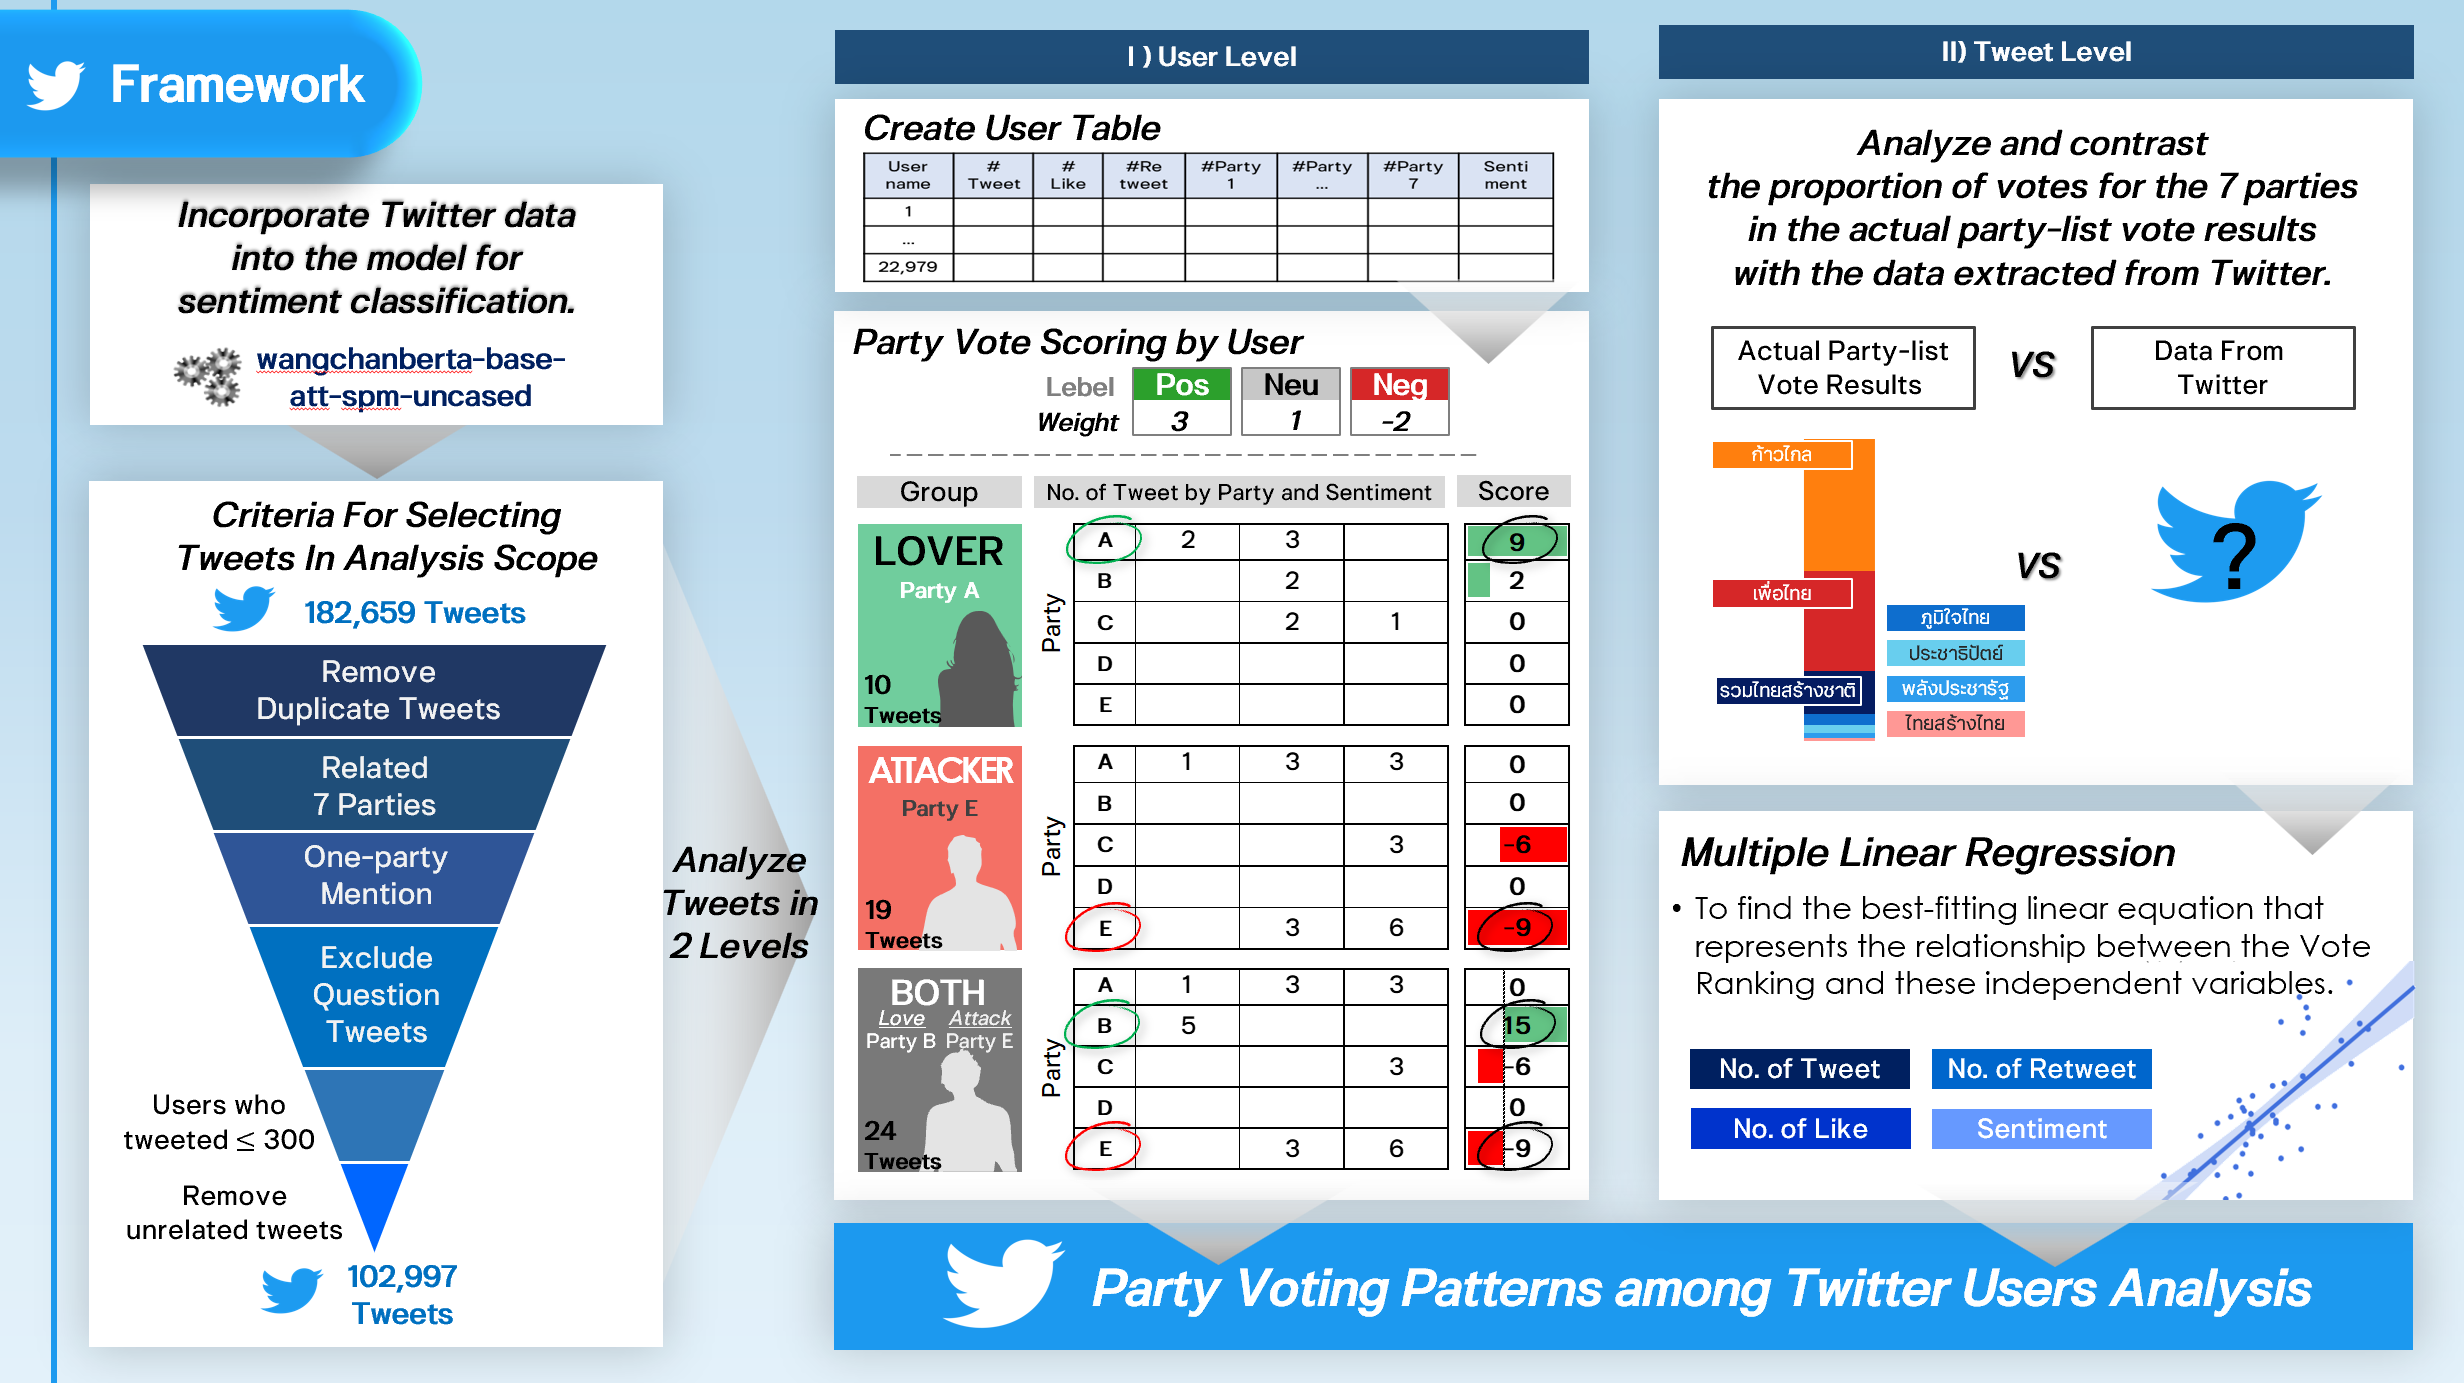 Framework
Incorporate Twitter data
into the model for
sentiment classification.
wangchanberta-base-
att-spm-uncased
Criteria For Selecting
Tweets In Analysis Scope
182,659 Tweets
Remove
Duplicate Tweets
Related
7 Parties
One-party
Mention
Exclude
Question
Tweets
Users who
tweeted ≤ 300
Remove
unrelated tweets
102,997
Tweets
Analyze
Tweets in
2 Levels
I ) User Level
Create User Table
User name # Tweet # Like #Re tweet #Party 1 #Party ... #Party 7 Senti ment
1
...
22,979
Party Vote Scoring by User
Lebel Pos Neu Neg
Weight 3 1 -2
Group No. of Tweet by Party and Sentiment Score
LOVER
Party A
10
Tweets
Party
A 2 3 9
B 2 2
C 2 1 0
D 0
E 0
ATTACKER
Party E
19
Tweets
Party
A 1 3 3 0
B 0
C 3 -6
D 0
E 3 6 -9
BOTH
Love Attack
Party B Party E
24
Tweets
Party
A 1 3 3 0
B 5 15
C 3 -6
D 0
E 3 6 -9
II) Tweet Level
Analyze and contrast
the proportion of votes for the 7 parties
in the actual party-list vote results
with the data extracted from Twitter.
Actual Party-list
Vote Results
VS
Data From
Twitter
ก้าวไกล
เพื่อไทย
รวมไทยสร้างชาติ
ภูมิใจไทย
ประชาธิปัตย์
พลังประชารัฐ
ไทยสร้างไทย
VS
?
Multiple Linear Regression
• To find the best-fitting linear equation that
represents the relationship between the Vote
Ranking and these independent variables.
No. of Tweet No. of Retweet
No. of Like Sentiment
Party Voting Patterns among Twitter Users Analysis